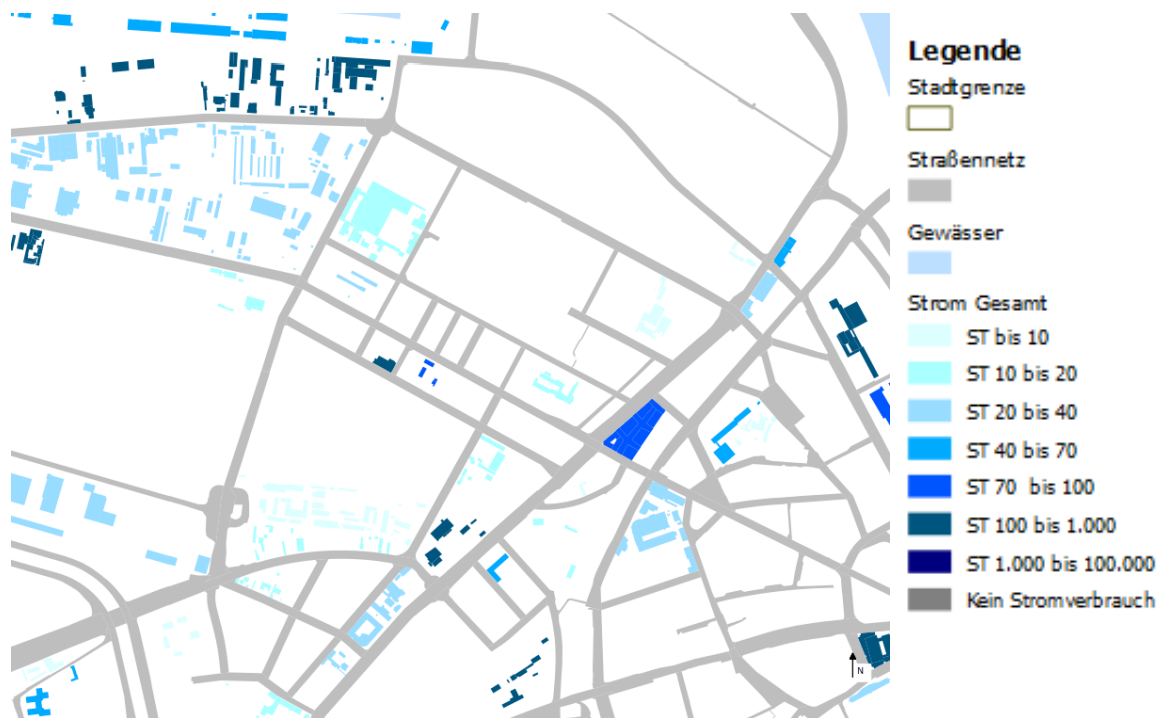 Legende
Stadtgrenze
Straßennetz
Gewässer
Strom Gesamt
ST bis 10
ST 10 bis 20
ST 20 bis 40
ST 40 bis 70
ST 70 bis 100
ST 100 bis 1.000
ST 1.000 bis 100.000
Kein Stromverbrauch
N